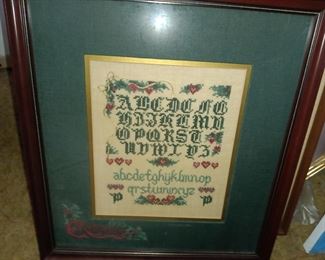 ABCDEFG
HIJKLMN
OPQRST
UVWXYZ
abcdefghijklmnop
qrstuvwxyz